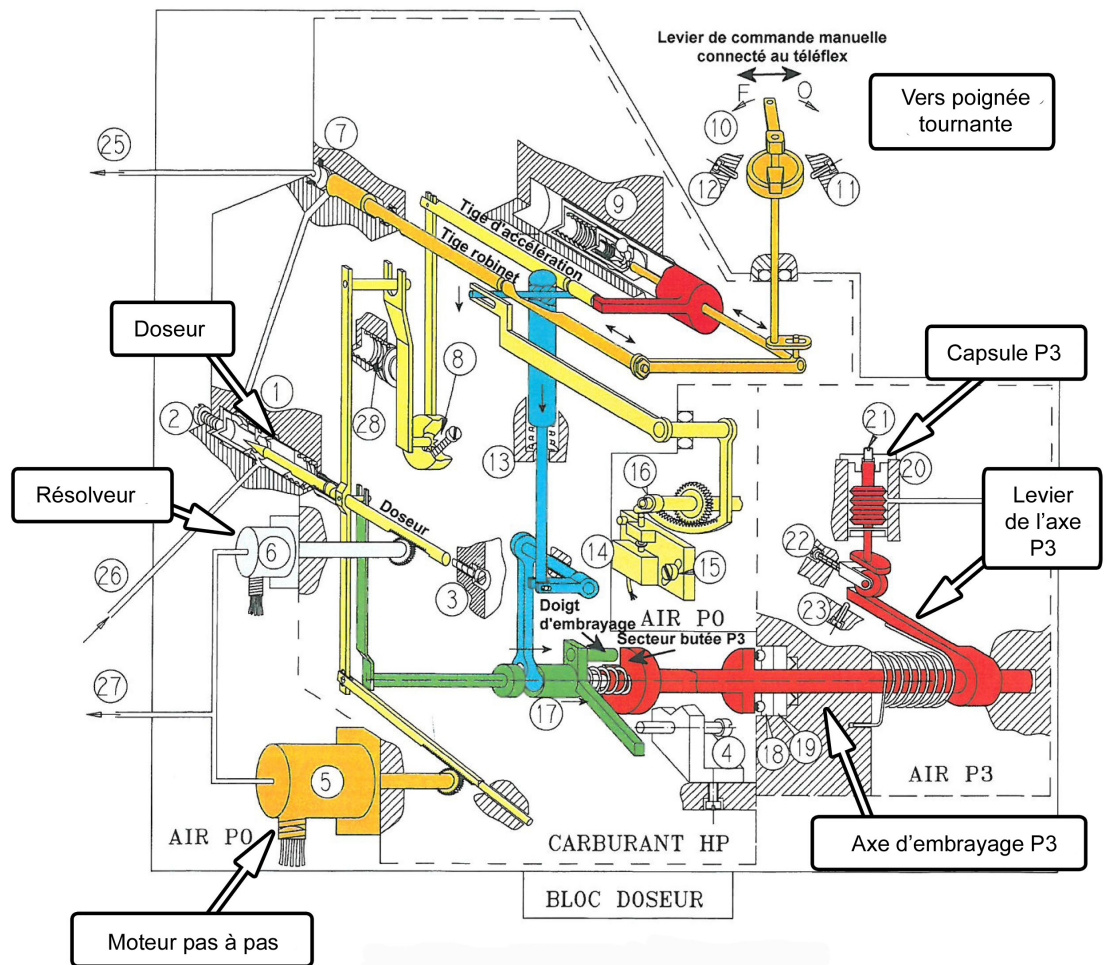 Levier de commande manuelle
connecté au téléflex
F O
10
12
11
Vers poignée
tournante
25
7
9
Tige d'accélération
Tige robinet
Doseur
1
2
28
8
13
16
14
15
Capsule P3
21
20
Levier
de l'axe
P3
22
23
Résolveur
6
Doseur
26
3
27
Doigt
d'embrayage
AIR PO
Secteur butée P3
17
4
18
19
AIR P3
5
AIR PO
CARBURANT HP
Axe d'embrayage P3
BLOC DOSEUR
Moteur pas à pas